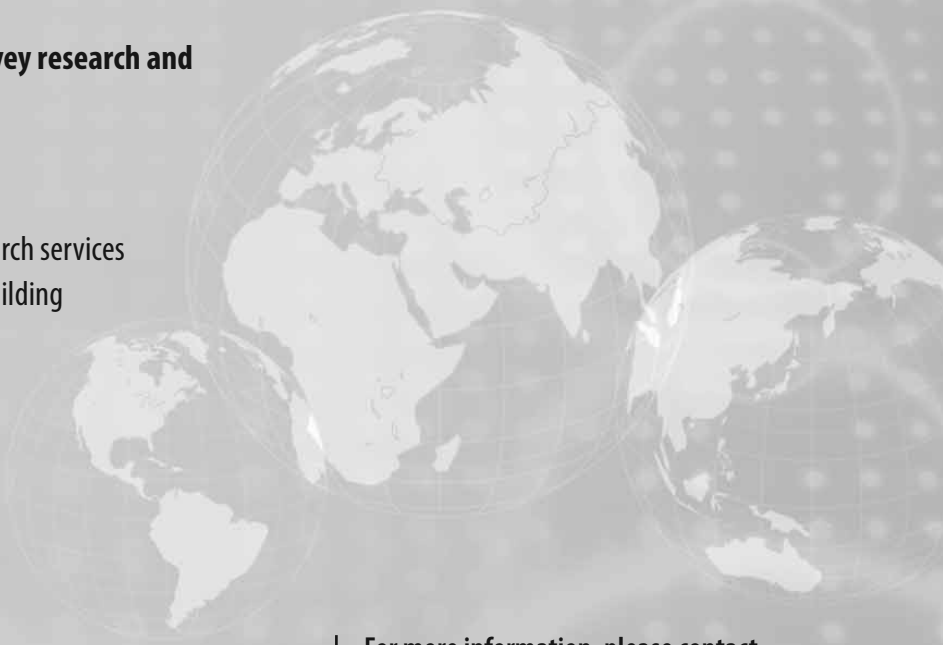 vey research and
rch services
ilding
For more information, please contact